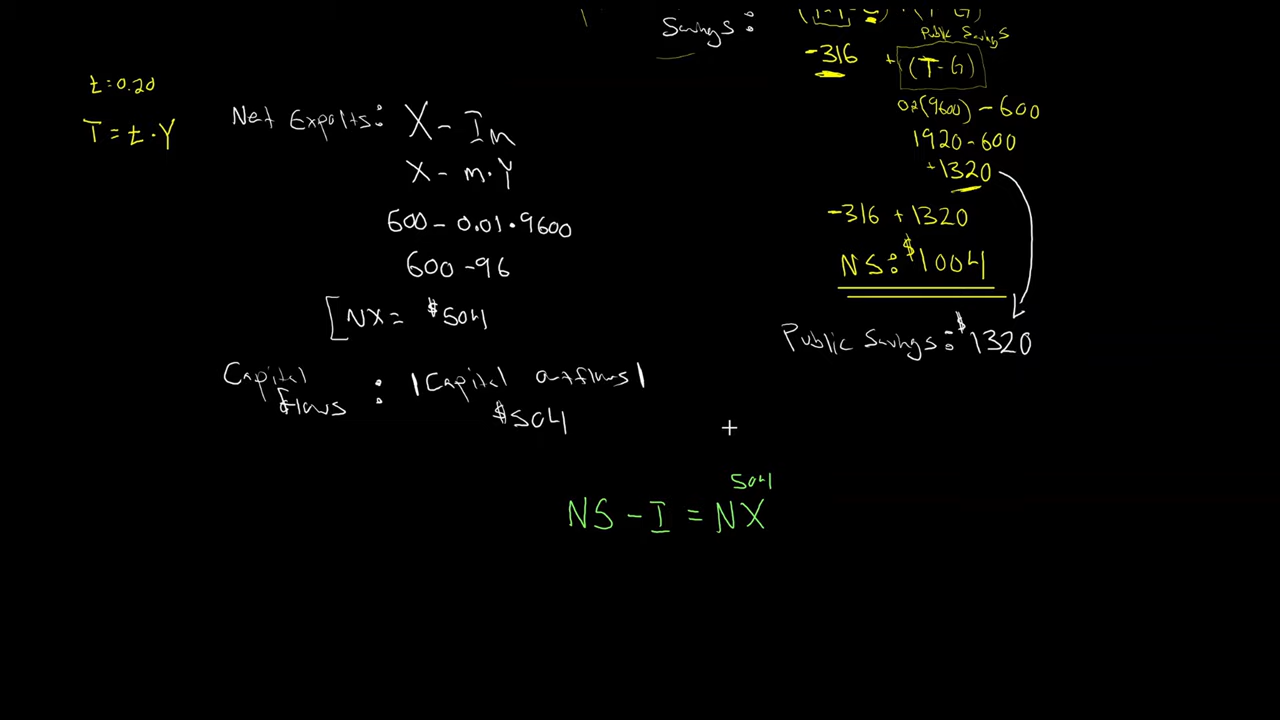 Savings:
Public Savings
-316 + (T-G)
t=0.20
T=t·Y
Net Exports: X - Im
X - m·Y
600 - 0.01·9600
600 - 96
[NX= $504
0.2(9600) - 600
1920-600
+1320
-316 + 1320
NS: $1004
Public Savings: $1320
Capital flows : |Capital outflows|
$504
504
NS - I = NX